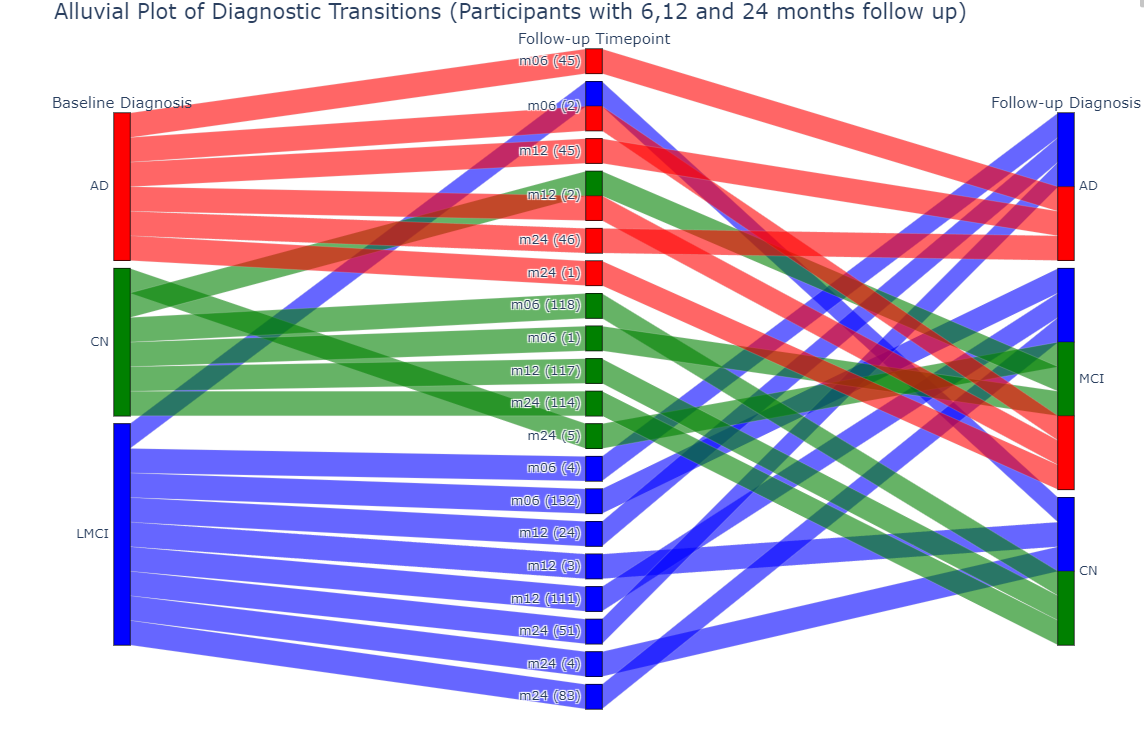 Alluvial Plot of Diagnostic Transitions (Participants with 6,12 and 24 months follow up)
Follow-up Timepoint
Baseline Diagnosis
Follow-up Diagnosis
AD
CN
LMCI
m06 (45)
m06 (2)
m12 (45)
m12 (2)
m24 (46)
m24 (1)
m06 (118)
m06 (1)
m12 (117)
m24 (114)
m24 (5)
m06 (4)
m06 (132)
m12 (24)
m12 (3)
m12 (111)
m24 (51)
m24 (4)
m24 (83)
AD
MCI
CN